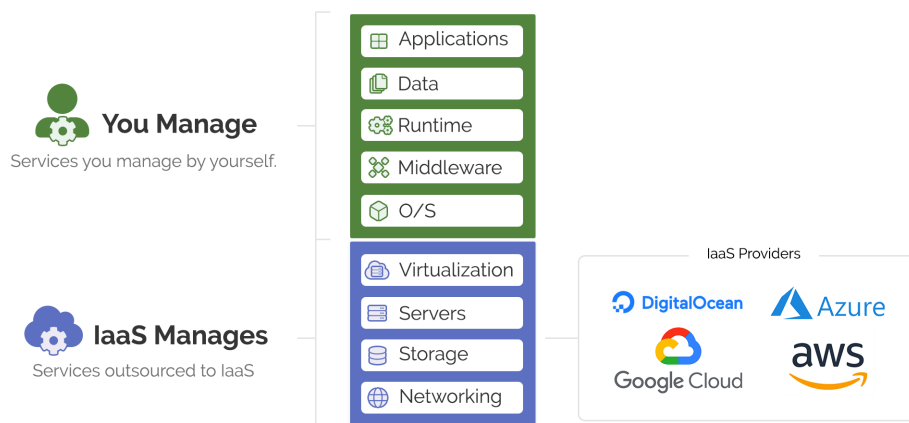 Applications
Data
Runtime
Middleware
O/S
You Manage
Services you manage by yourself.
Virtualization
Servers
Storage
Networking
IaaS Manages
Services outsourced to IaaS
IaaS Providers
DigitalOcean
Azure
Google Cloud
aws